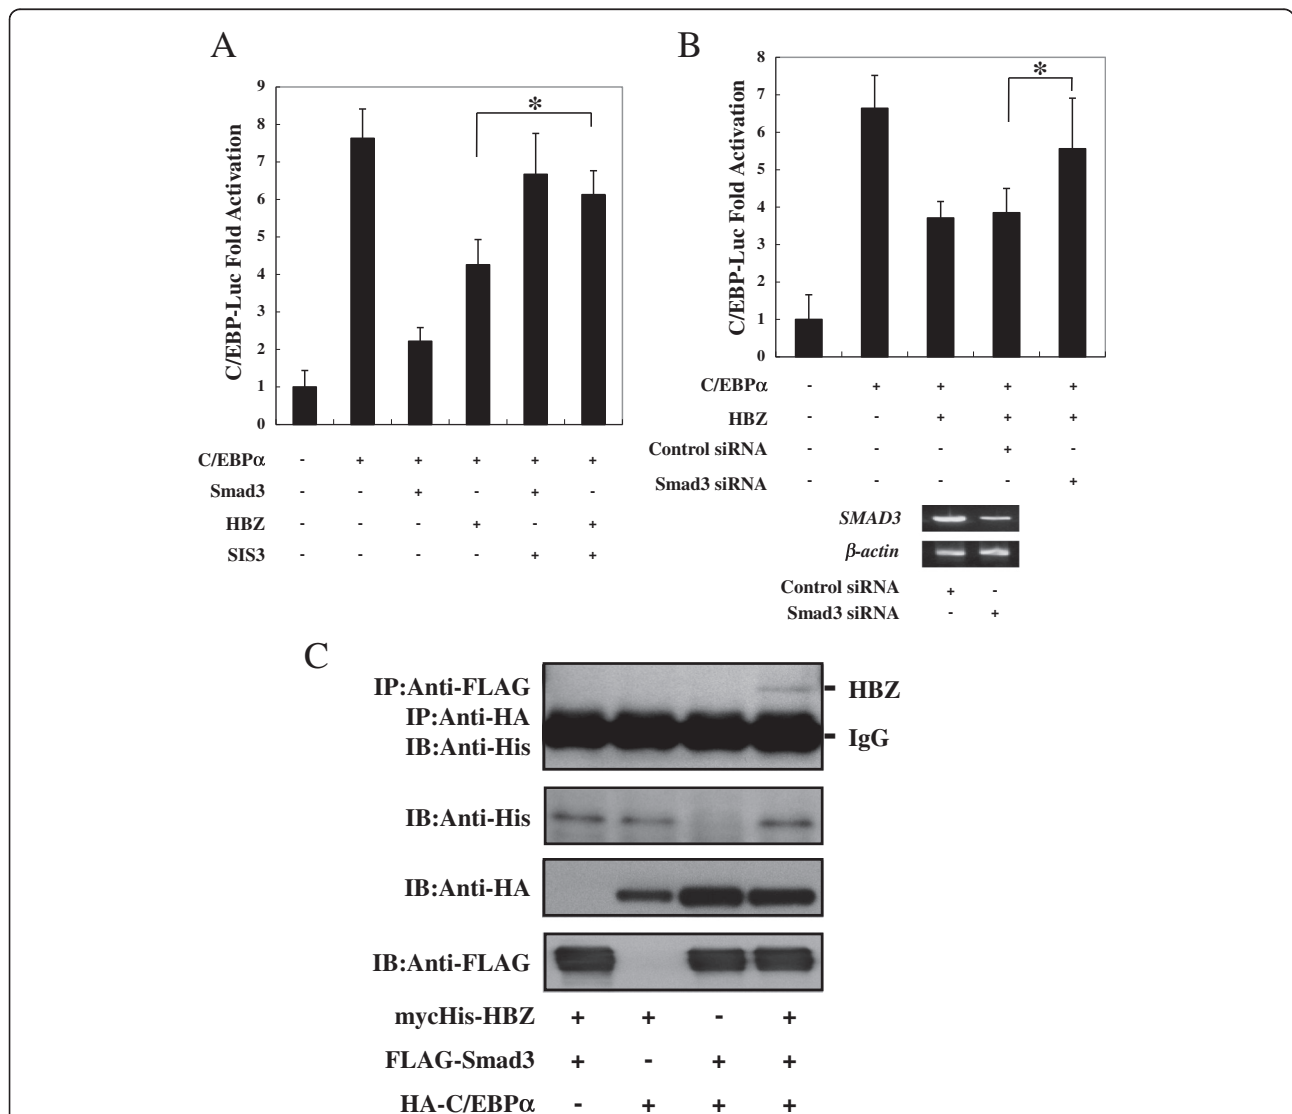 A
C/EBP-Luc Fold Activation
9
8
7
6
5
4
3
2
1
0
*
C/EBPα - + + + + +
Smad3 - - + - + -
HBZ - - - + - +
SIS3 - - - - + +
B
C/EBP-Luc Fold Activation
8
7
6
5
4
3
2
1
0
*
C/EBPα - + + + +
HBZ - - + + +
Control siRNA - - - + -
Smad3 siRNA - - - - +
SMAD3
β-actin
Control siRNA + -
Smad3 siRNA - +
C
IP:Anti-FLAG
IP:Anti-HA
IB:Anti-His
HBZ
IgG
IB:Anti-His
IB:Anti-HA
IB:Anti-FLAG
mycHis-HBZ + + - +
FLAG-Smad3 + - + +
HA-C/EBPα - + + +